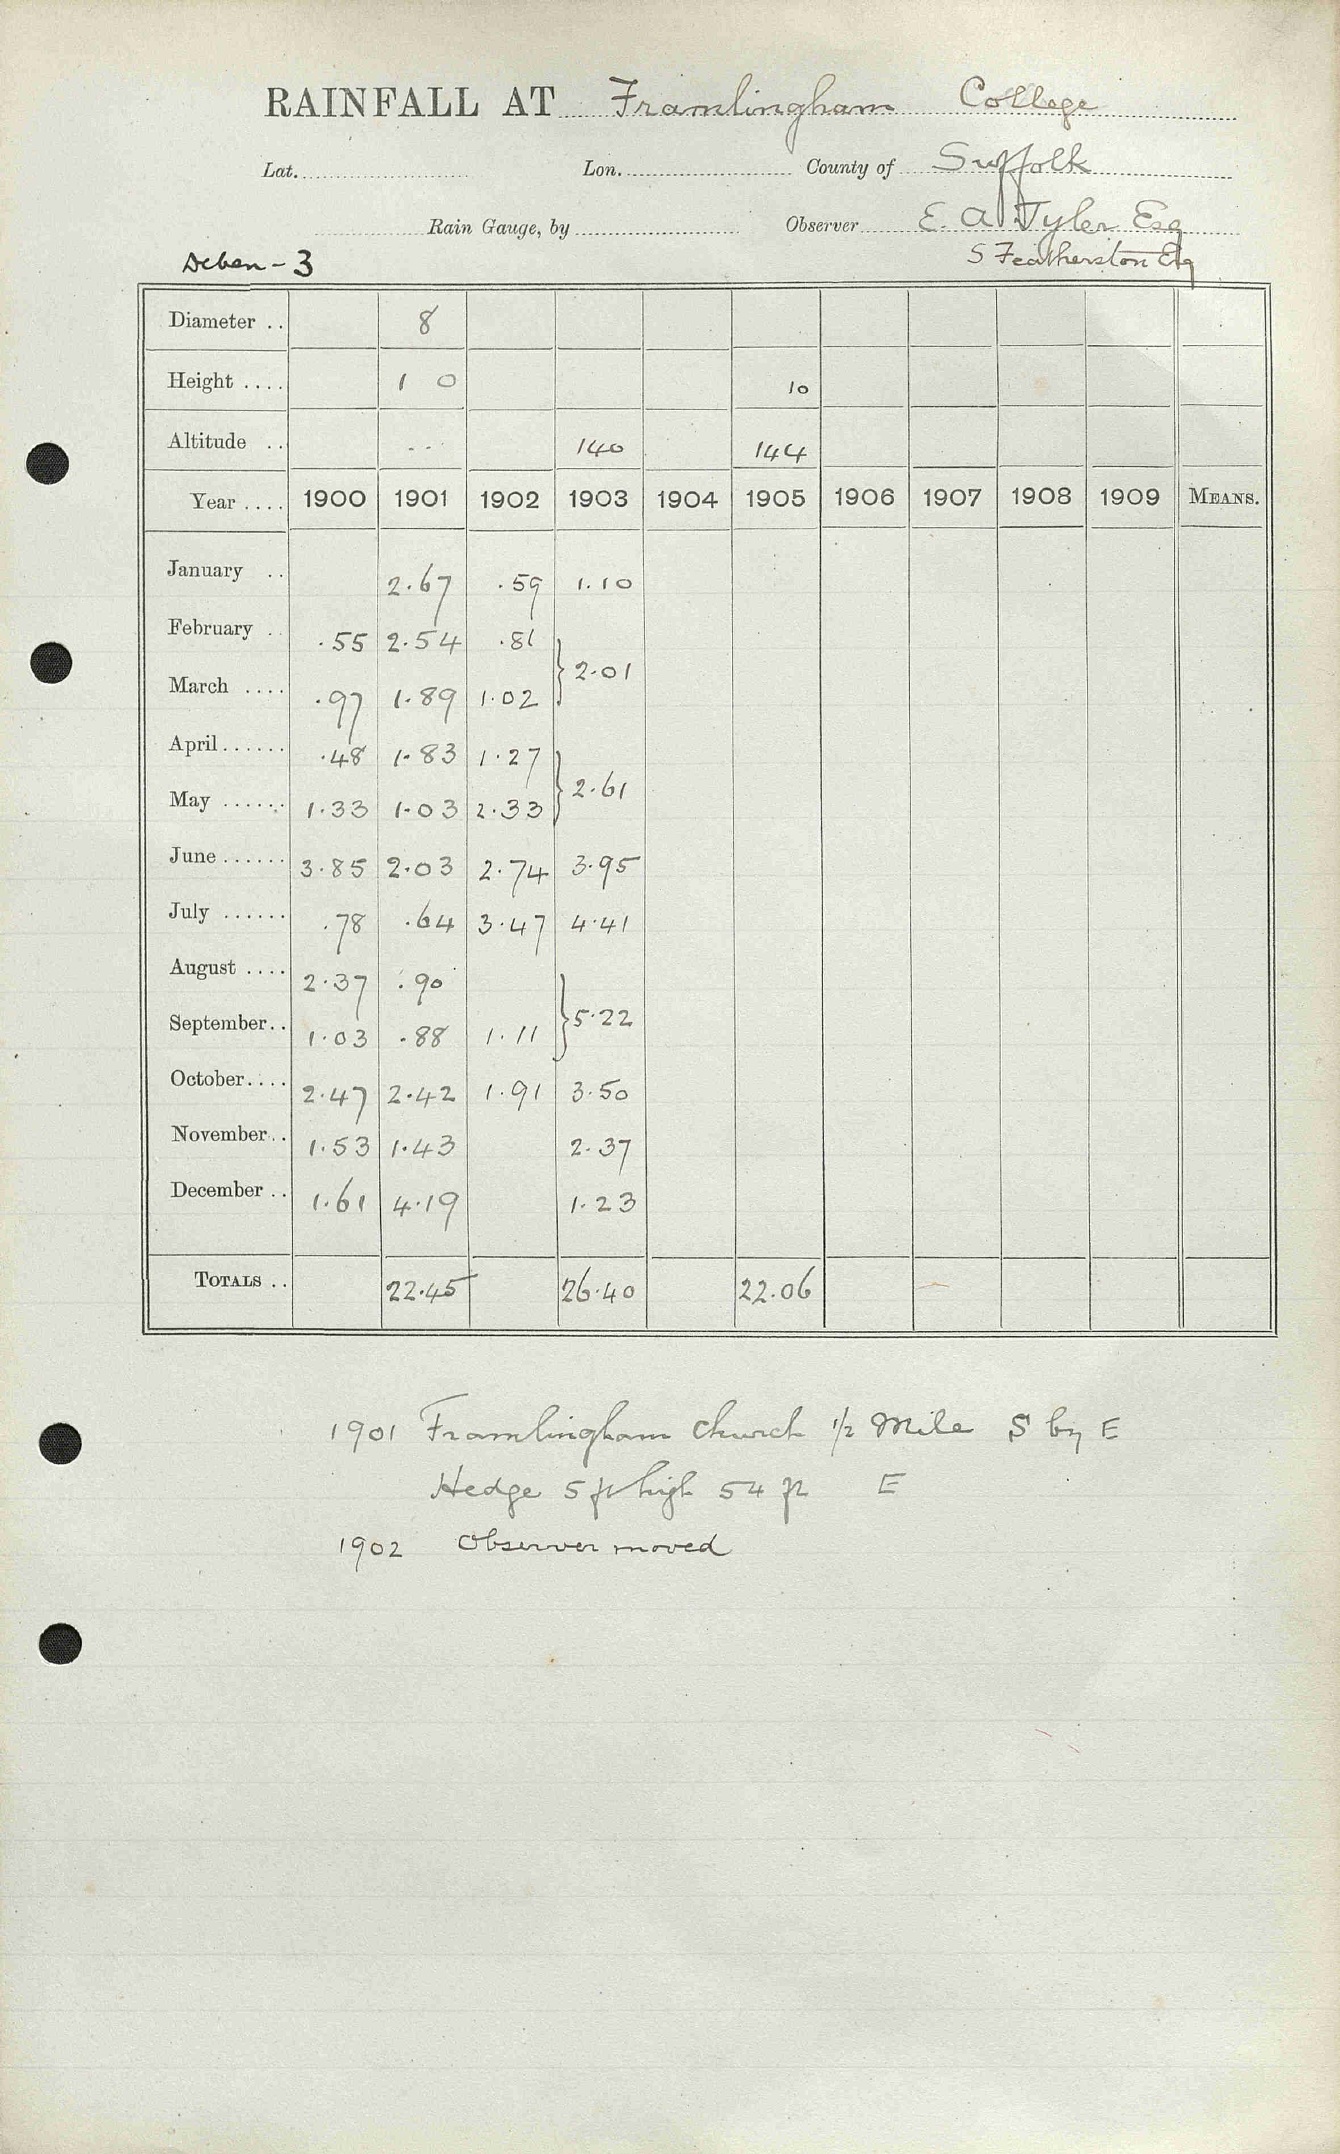 RAINFALL AT Framlingham College
Lat. Lon. County of Suffolk
Rain Gauge, by Observer E. A Tyler Esq
Deben - 3 S Featherston Esq
Diameter .. 8
Height .... 1 0 10
Altitude .. .. 140 144
Year .... 1900 1901 1902 1903 1904 1905 1906 1907 1908 1909 MEANS.
January .. 2.67 .59 1.10
February .. .55 2.54 .81
} 2.01
March .... .97 1.89 1.02
April...... .48 1.83 1.27
} 2.61
May ...... 1.33 1.03 2.33
June...... 3.85 2.03 2.74 3.95
July ...... .78 .64 3.47 4.41
August .... 2.37 .90
} 5.22
September.. 1.03 .88 1.11
October.... 2.47 2.42 1.91 3.50
November.. 1.53 1.43 2.37
December .. 1.61 4.19 1.23
TOTALS .. 22.45 26.40 22.06
1901 Framlingham Church 1/2 Mile S by E
Hedge 5 ft high 54 ft E
1902 Observer moved